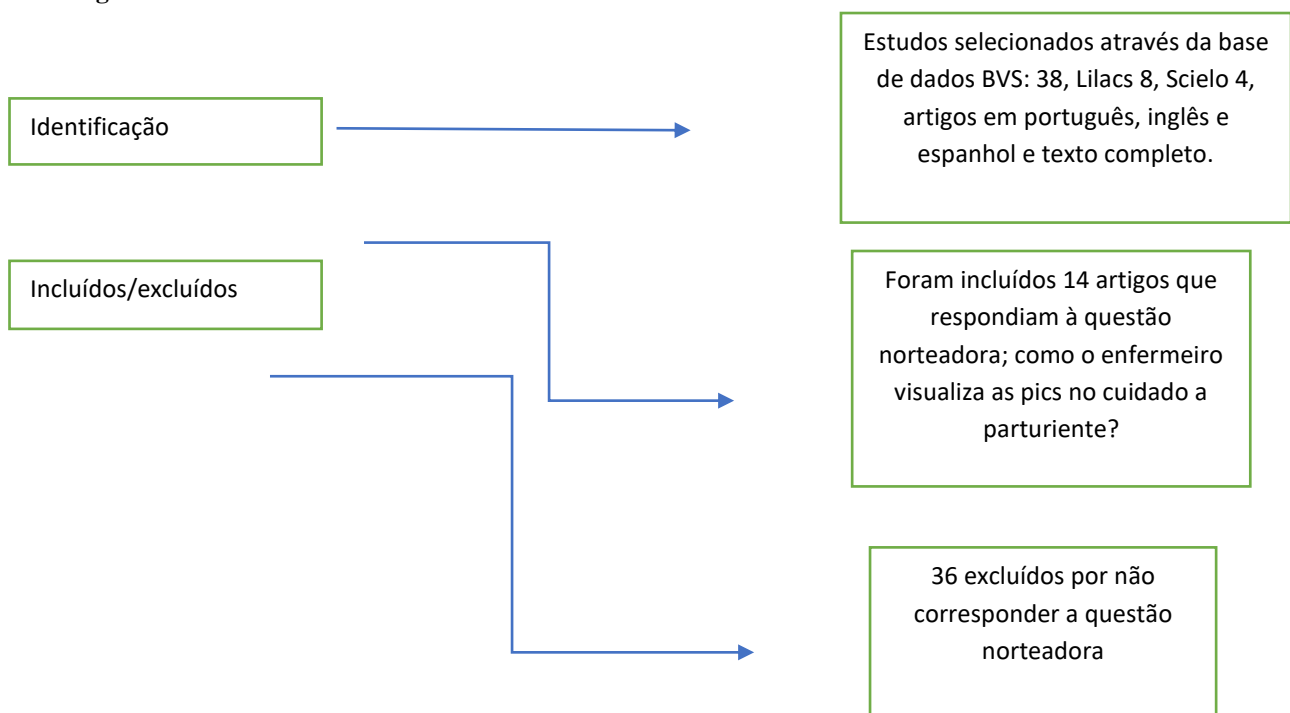 Identificação
Estudos selecionados através da base
de dados BVS: 38, Lilacs 8, Scielo 4,
artigos em português, inglês e
espanhol e texto completo.
Incluídos/excluídos
Foram incluídos 14 artigos que
respondiam à questão
norteadora; como o enfermeiro
visualiza as pics no cuidado a
parturiente?
36 excluídos por não
corresponder a questão
norteadora